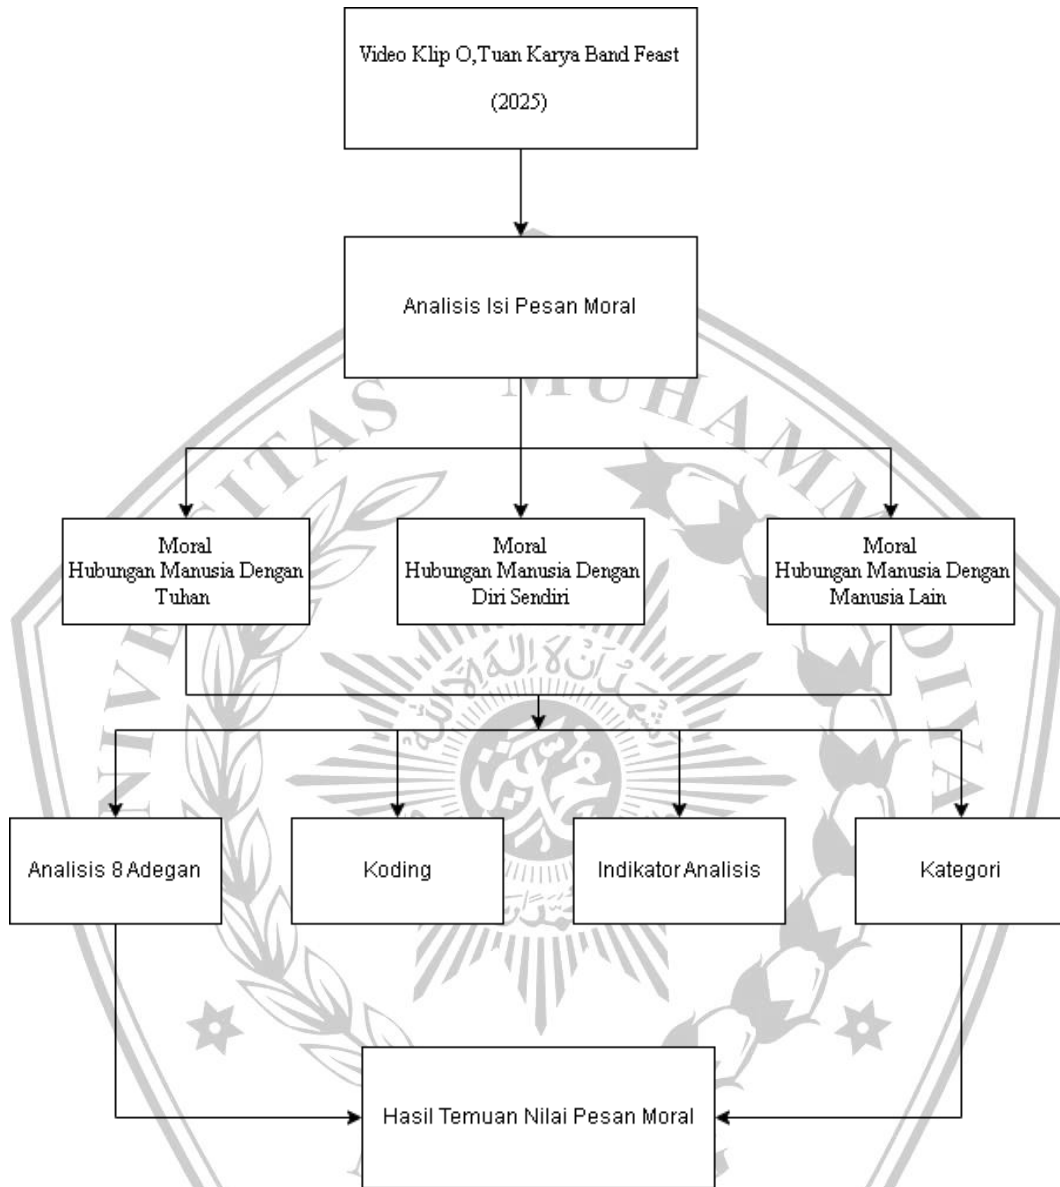 Video Klip O,Tuan Karya Band Feast
(2025)
Analisis Isi Pesan Moral
UNIVERSITAS MUHAMMADIYA
Moral
Hubungan Manusia Dengan
Tuhan
Moral
Hubungan Manusia Dengan
Diri Sendiri
Moral
Hubungan Manusia Dengan
Manusia Lain
Analisis 8 Adegan
Koding
Indikator Analisis
Kategori
Hasil Temuan Nilai Pesan Moral